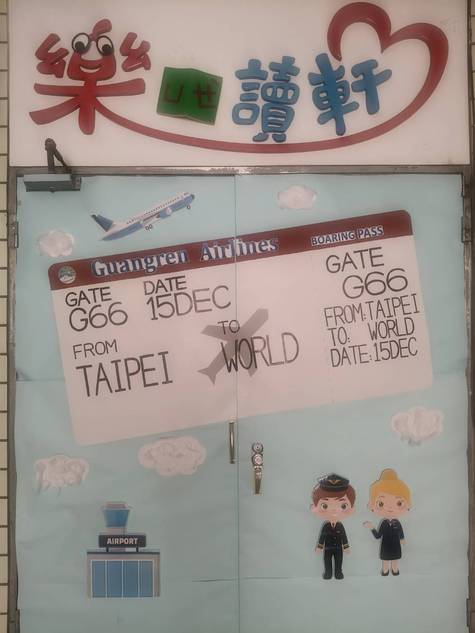 樂ㄩㄝ讀軒
Guangren Airlines
BOARING PASS
GATE
G66
DATE
15DEC
FROM
TAIPEI
TO
WORLD
GATE
G66
FROM:TAIPEI
TO: WORLD
DATE:15DEC
AIRPORT